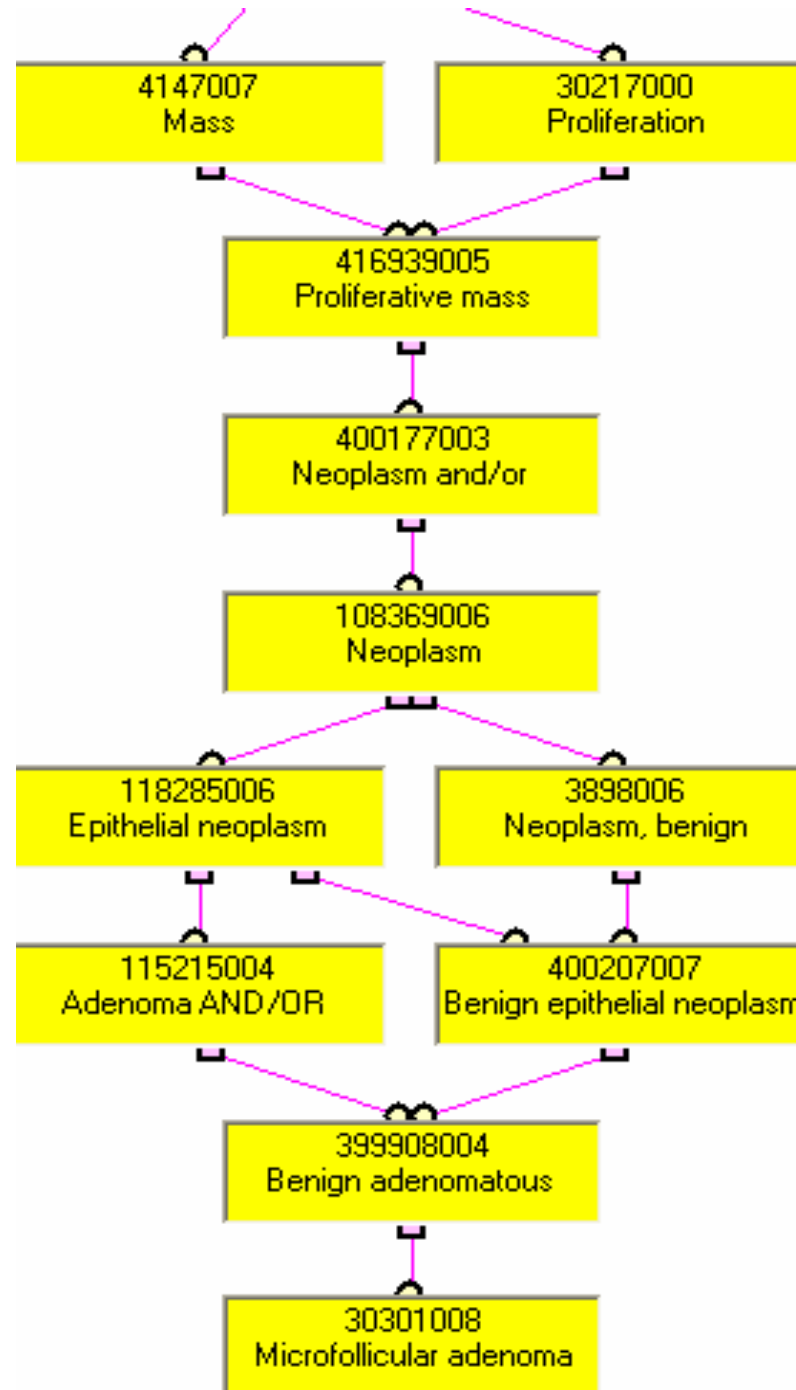 4147007
Mass
30217000
Proliferation
416939005
Proliferative mass
400177003
Neoplasm and/or
108369006
Neoplasm
118285006
Epithelial neoplasm
3898006
Neoplasm, benign
115215004
Adenoma AND/OR
400207007
Benign epithelial neoplasm
399908004
Benign adenomatous
30301008
Microfollicular adenoma